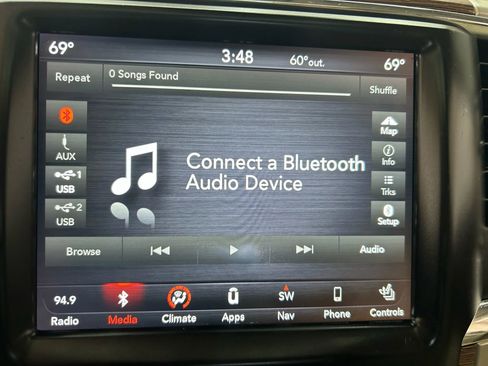 69°
3:48
60°out.
69°
Repeat
0 Songs Found
Shuffle
AUX
1
USB
2
USB
Connect a Bluetooth
Audio Device
Map
Info
Trks
Setup
Browse
Audio
94.9
Radio
Media
Climate
Apps
SW
Nav
Phone
Controls